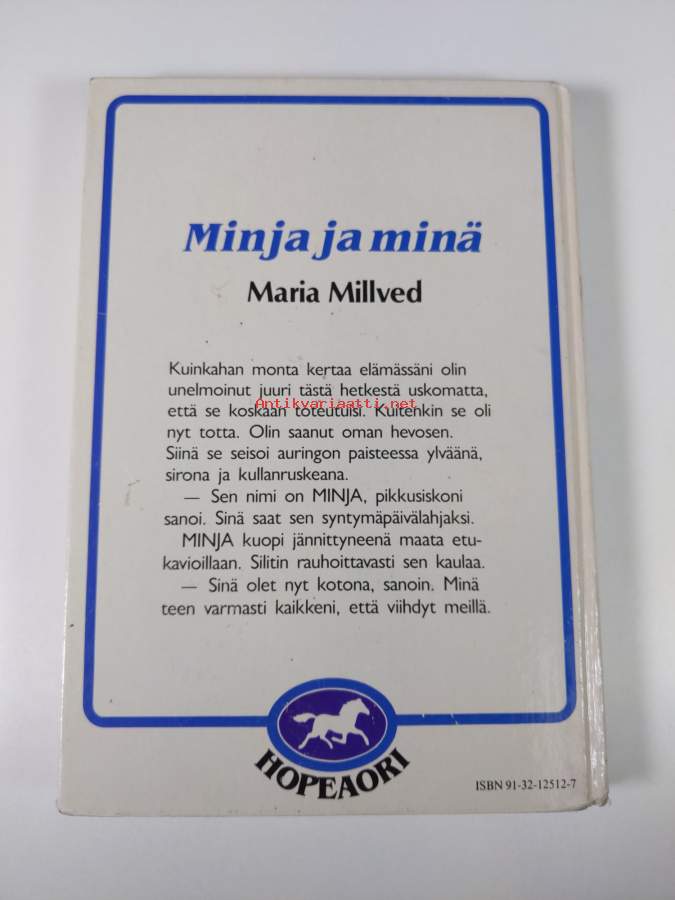 Minja ja minä
Maria Millved
Kuinkahan monta kertaa elämässäni olin
unelmoinut juuri tästä hetkestä uskomatta,
Antikvariaatti.net
että se koskaan toteutuisi. Kuitenkin se oli
nyt totta. Olin saanut oman hevosen.
Siinä se seisoi auringon paisteessa ylväänä,
sirona ja kullanruskeana.
— Sen nimi on MINJA, pikkusiskoni
sanoi. Sinä saat sen syntymäpäivälahjaksi.
MINJA kuopi jännittyneenä maata etu-
kavioillaan. Silitin rauhoittavasti sen kaulaa.
— Sinä olet nyt kotona, sanoin. Minä
teen varmasti kaikkeni, että viihdyt meillä.
HOPEAORI
ISBN 91-32-12512-7